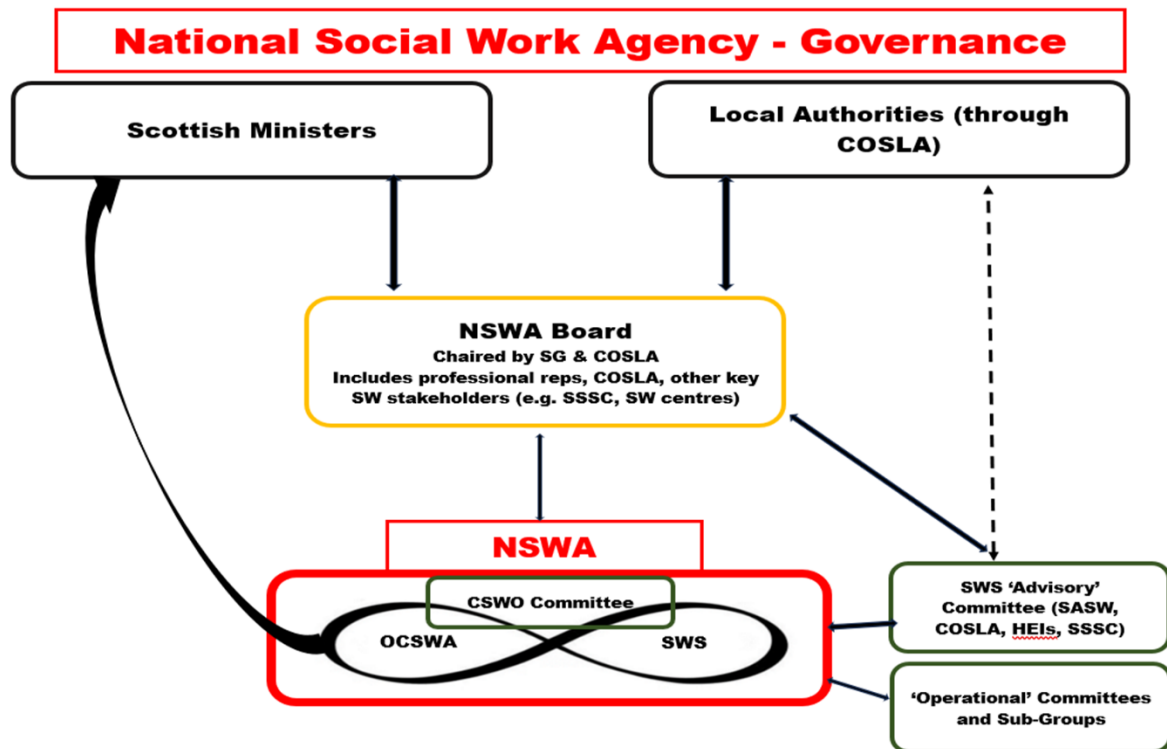 National Social Work Agency - Governance
Scottish Ministers
Local Authorities (through
COSLA)
NSWA Board
Chaired by SG & COSLA
Includes professional reps, COSLA, other key
SW stakeholders (e.g. SSSC, SW centres)
NSWA
CSWO Committee
OCSWA
SWS
SWS ‘Advisory’
Committee (SASW,
COSLA, HEIs, SSSC)
‘Operational’ Committees
and Sub-Groups